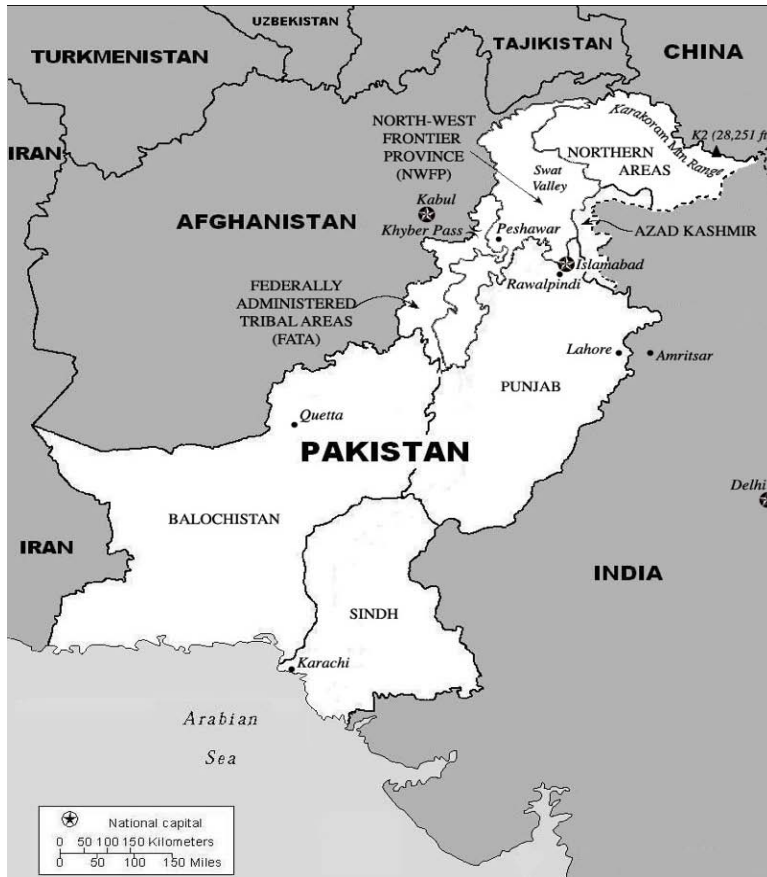 UZBEKISTAN
TURKMENISTAN
TAJIKISTAN
CHINA
IRAN
NORTH-WEST
FRONTIER
PROVINCE
(NWFP)
Karakoram Mtn. Range
K2 (28,251 ft
NORTHERN
AREAS
Swat
Valley
Kabul
AFGHANISTAN
Khyber Pass
Peshawar
AZAD KASHMIR
Islamabad
Rawalpindi
FEDERALLY
ADMINISTERED
TRIBAL AREAS
(FATA)
Lahore
Amritsar
PUNJAB
Quetta
PAKISTAN
Delhi
BALOCHISTAN
IRAN
INDIA
SINDH
Karachi
Arabian
Sea
National capital
0 50 100 150 Kilometers
0 50 100 150 Miles